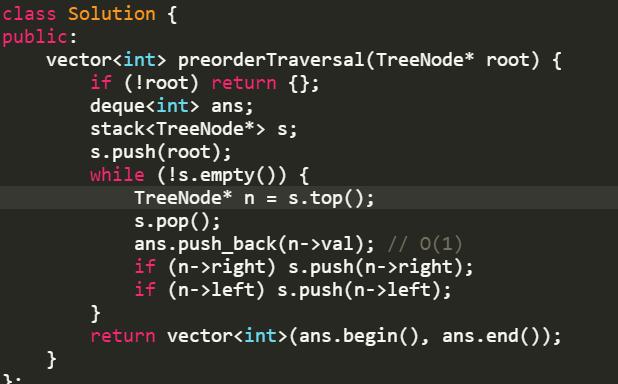 class Solution {
public:
    vector<int> preorderTraversal(TreeNode* root) {
        if (!root) return {};
        deque<int> ans;
        stack<TreeNode*> s;
        s.push(root);
        while (!s.empty()) {
            TreeNode* n = s.top();
            s.pop();
            ans.push_back(n->val); // O(1)
            if (n->right) s.push(n->right);
            if (n->left) s.push(n->left);
        }
        return vector<int>(ans.begin(), ans.end());
    }
};